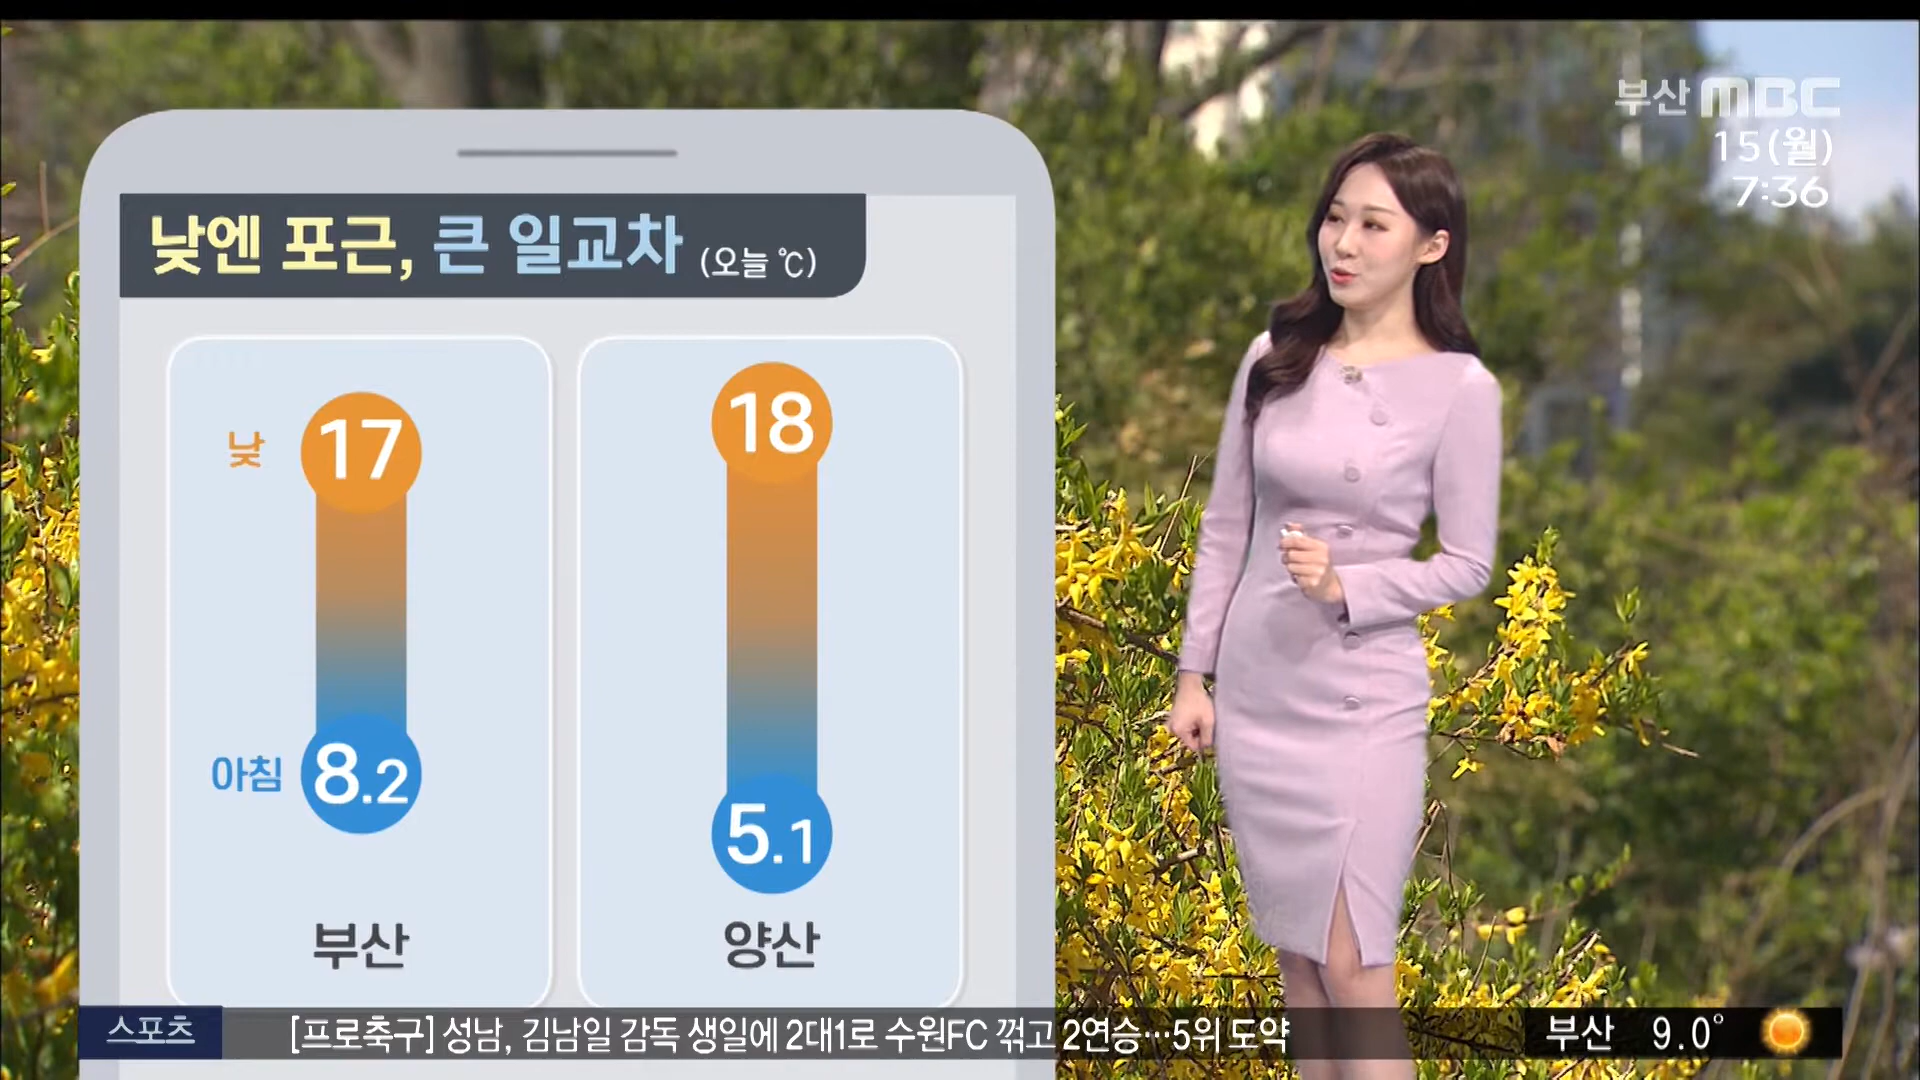 부산 MBC
15(월)
7:36
낮엔 포근, 큰 일교차 (오늘 ℃)
낮 17
18
아침 8.2
5.1
부산
양산
스포츠 [프로축구] 성남, 김남일 감독 생일에 2대1로 수원FC 꺾고 2연승…5위 도약
부산 9.0°